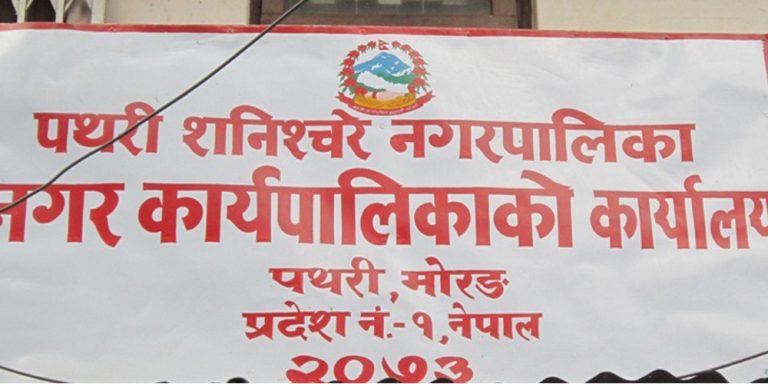 पथरी शनिश्चरे नगरपालिका
नगर कार्यपालिकाको कार्यालय
पथरी, मोरङ
प्रदेश नं.-१, नेपाल
२०७३